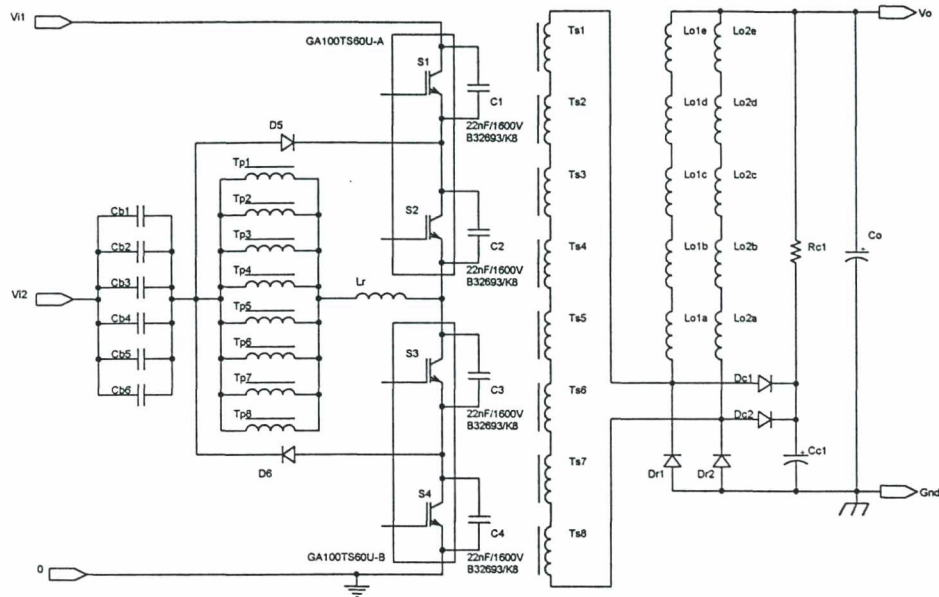 Vi1
GA100TS60U-A
S1
C1
22nF/1600V
B32693/K8
D5
Tp1
Tp2
Tp3
Tp4
Tp5
Tp6
Tp7
Tp8
Cb1
Cb2
Cb3
Cb4
Cb5
Cb6
Vi2
Lr
S2
C2
22nF/1600V
B32693/K8
S3
C3
22nF/1600V
B32693/K8
D6
S4
C4
22nF/1600V
B32693/K8
GA100TS60U-B
0
Ts1
Ts2
Ts3
Ts4
Ts5
Ts6
Ts7
Ts8
Lo1e
Lo2e
Lo1d
Lo2d
Lo1c
Lo2c
Lo1b
Lo2b
Lo1a
Lo2a
Rc1
Co
Vo
Dc1
Dc2
Cc1
Dr1
Dr2
Gnd